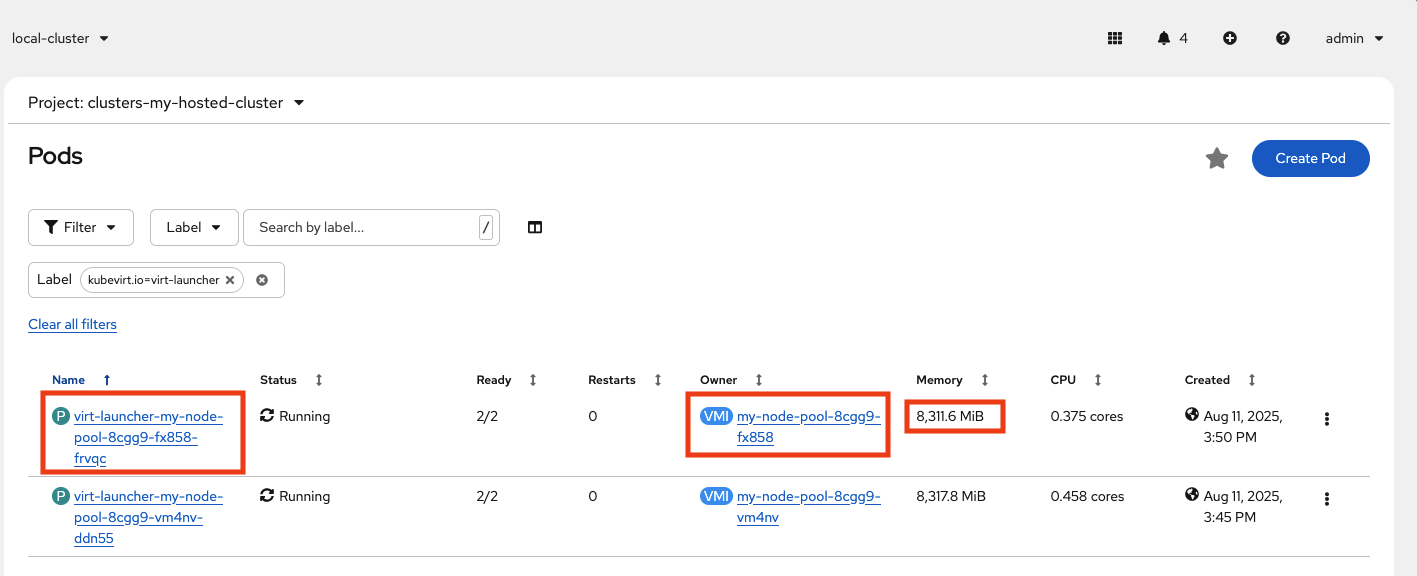 local-cluster
4
admin
Project: clusters-my-hosted-cluster
Pods
Create Pod
Filter
Label
Search by label...
/
Label
kubevirt.io=virt-launcher
Clear all filters
Name
Status
Ready
Restarts
Owner
Memory
CPU
Created
P virt-launcher-my-node-
pool-8cgg9-fx858-
frvqc
Running
2/2
0
VMI my-node-pool-8cgg9-
fx858
8,311.6 MiB
0.375 cores
Aug 11, 2025,
3:50 PM
P virt-launcher-my-node-
pool-8cgg9-vm4nv-
ddn55
Running
2/2
0
VMI my-node-pool-8cgg9-
vm4nv
8,317.8 MiB
0.458 cores
Aug 11, 2025,
3:45 PM